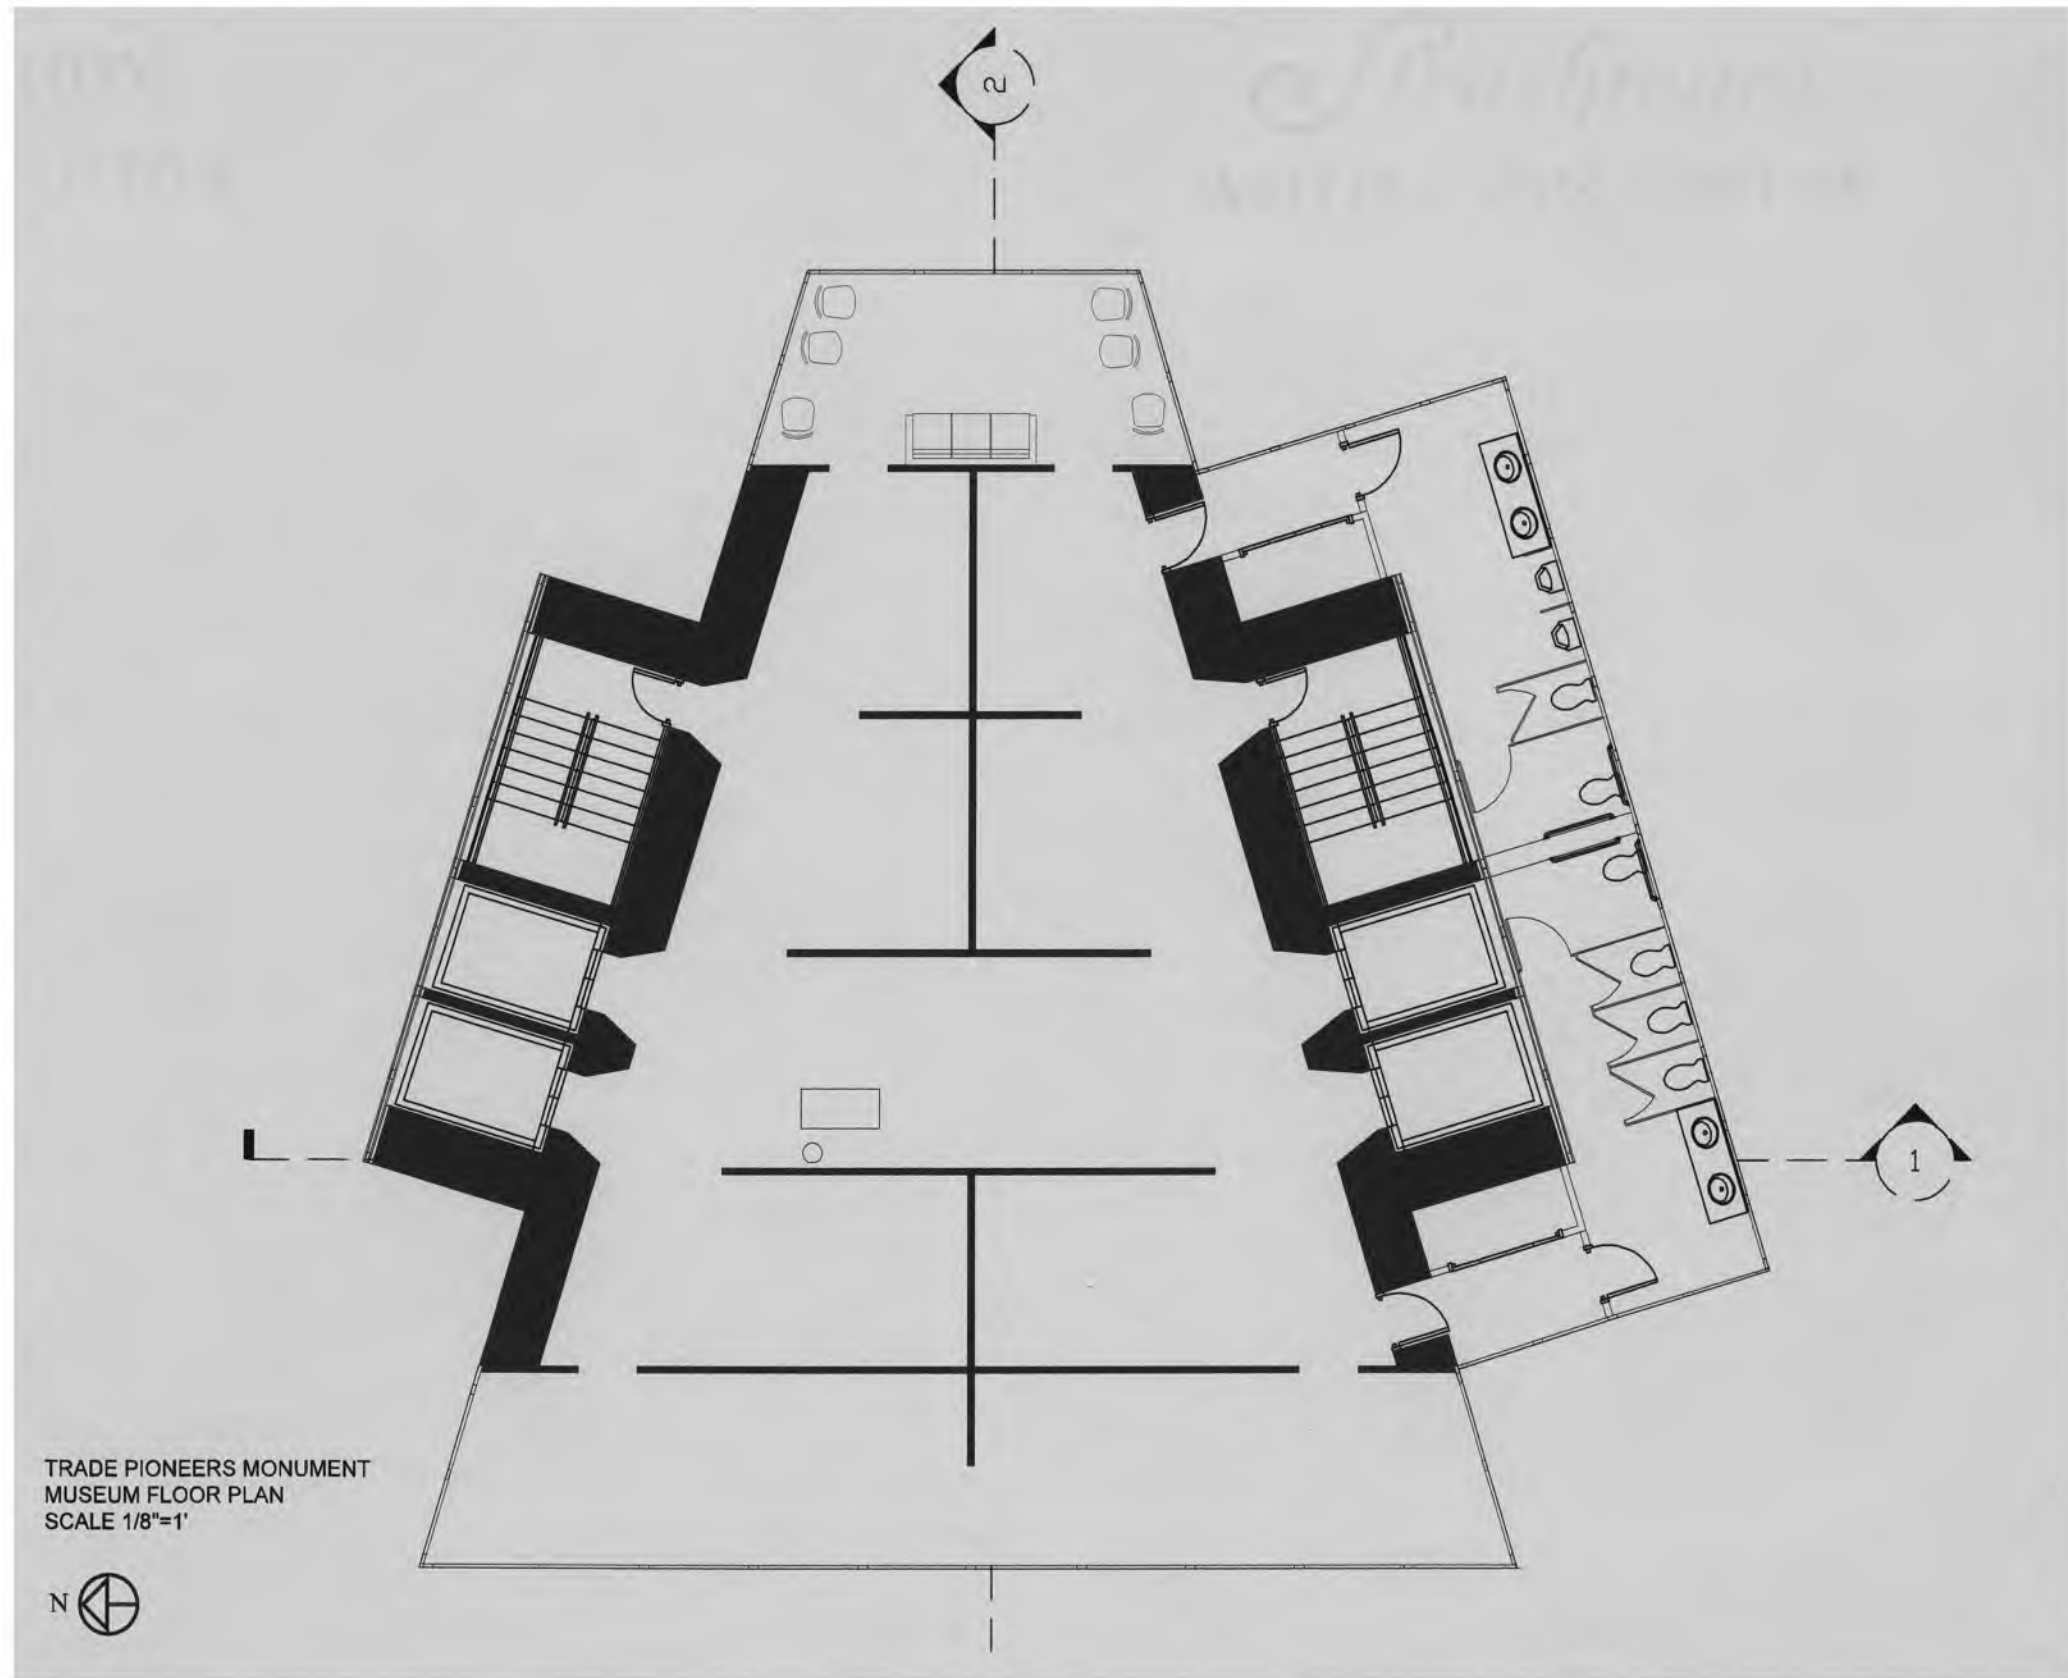 2
1
TRADE PIONEERS MONUMENT
MUSEUM FLOOR PLAN
SCALE 1/8"=1'
N